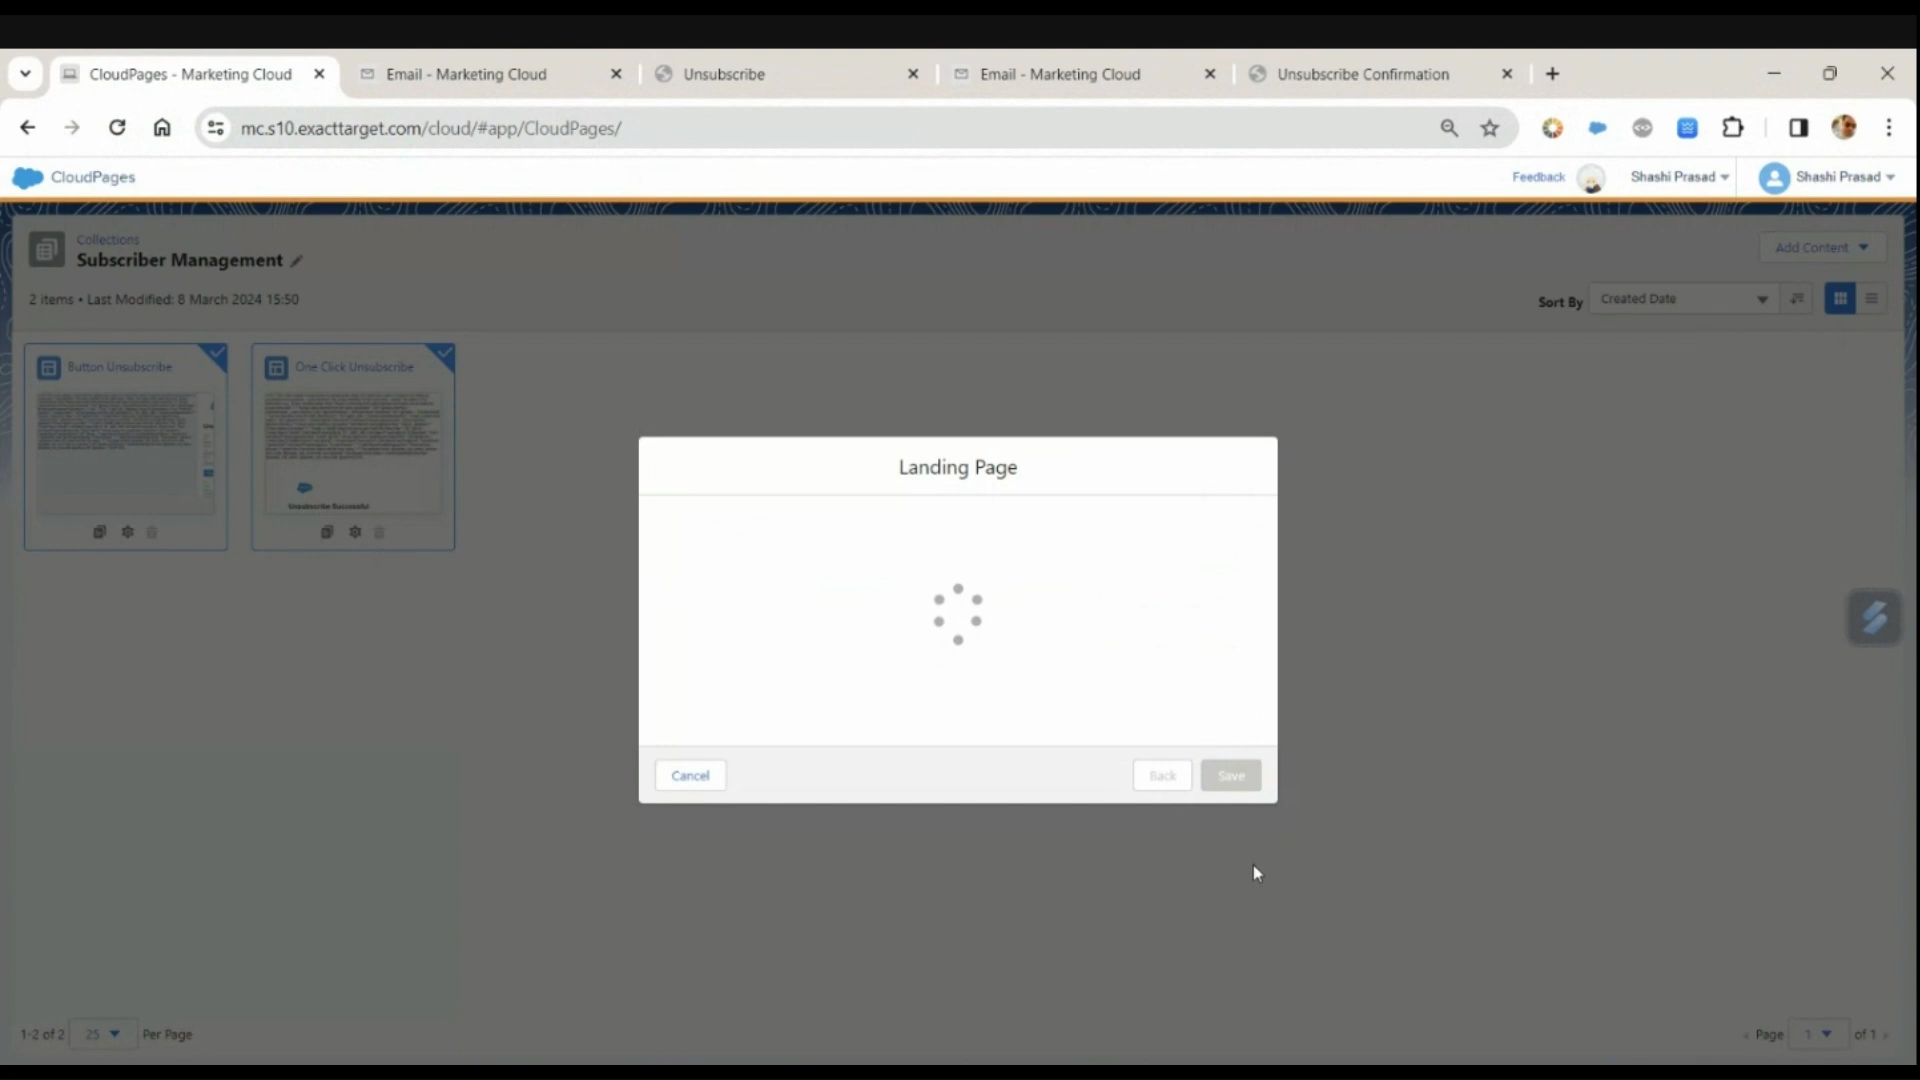 CloudPages - Marketing Cloud
Email - Marketing Cloud
Unsubscribe
Email - Marketing Cloud
Unsubscribe Confirmation
mc.s10.exacttarget.com/cloud/#app/CloudPages/
CloudPages
Feedback
Shashi Prasad
Shashi Prasad
Collections
Subscriber Management
Add Content
2 items • Last Modified: 8 March 2024 15:50
Sort By
Created Date
Button Unsubscribe
One Click Unsubscribe
Unsubscribe Successful
Landing Page
Cancel
Back
Save
1-2 of 2
25
Per Page
Page
1
of 1